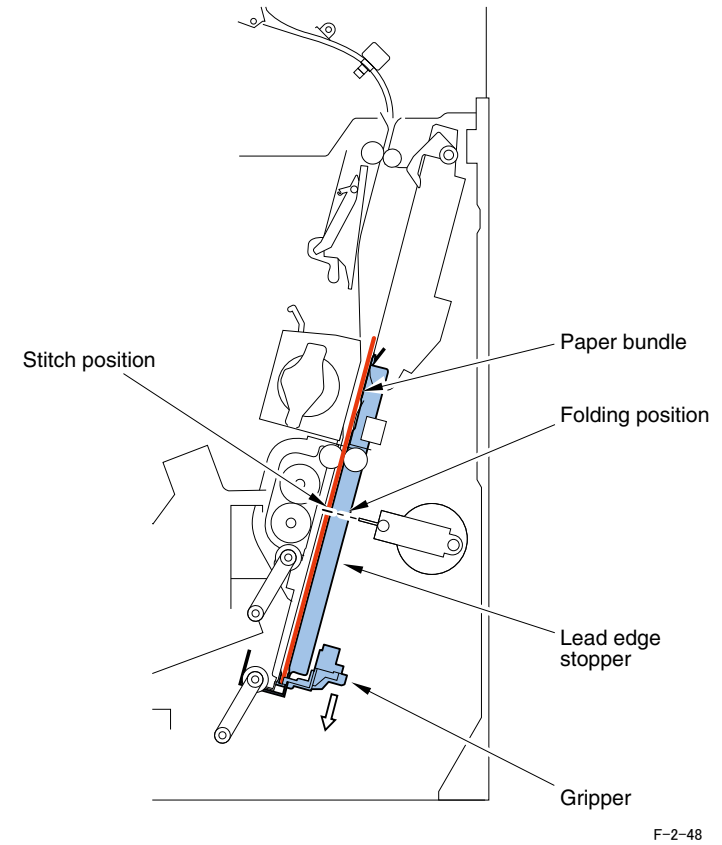 Paper bundle
Stitch position
Folding position
Lead edge
stopper
Gripper
F-2-48